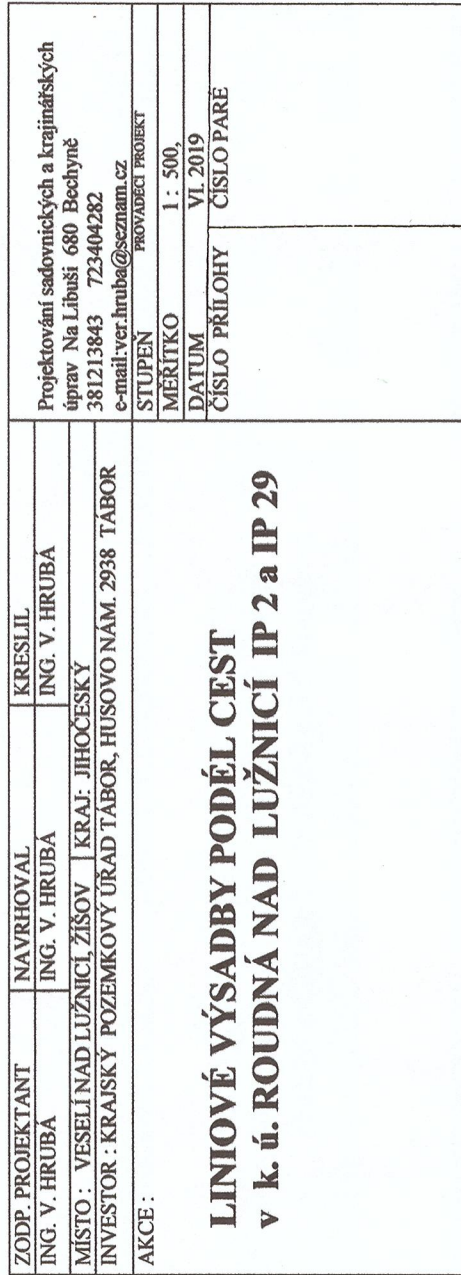 ZODP. PROJEKTANT NAVRHOVAL KRESLIL
ING. V. HRUBÁ ING. V. HRUBÁ ING. V. HRUBÁ
MÍSTO : VESELÍ NAD LUŽNICÍ, ŽÍŠOV KRAJ: JIHOČESKÝ
INVESTOR : KRAJSKÝ POZEMKOVÝ ÚŘAD TÁBOR, HUSOVO NÁM. 2938 TÁBOR
AKCE :
LINIOVÉ VÝSADBY PODÉL CEST
v k. ú. ROUDNÁ NAD LUŽNICÍ IP 2 a IP 29
Projektování sadovnických a krajinářských
úprav Na Libuši 680 Bechyně
381213843 723404282
e-mail:ver.hruba@seznam.cz
STUPEŇ PROVÁDĚCÍ PROJEKT
MĚŘÍTKO 1 : 500,
DATUM VI. 2019
ČÍSLO PŘÍLOHY ČÍSLO PARÉ